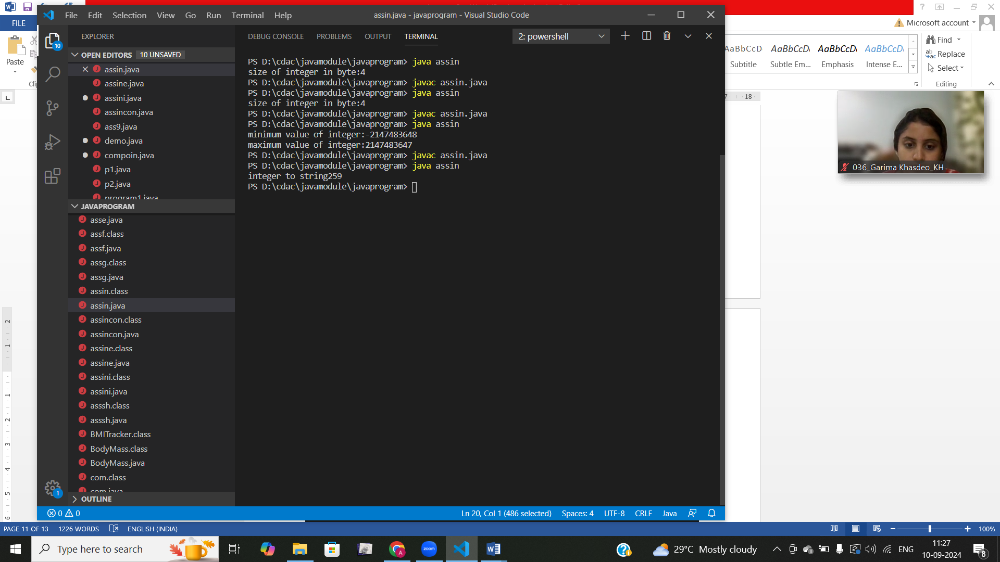 File Edit Selection View Go Run Terminal Help
assin.java - javaprogram - Visual Studio Code
FILE
Microsoft account
Paste
AaBbCcD AaBbCcDı AaBbCcDı AaBbCcDı
Subtitle Subtle Em... Emphasis Intense E...
Find
Replace
Select
Editing
EXPLORER
OPEN EDITORS 10 UNSAVED
assin.java
assine.java
assini.java
assincon.java
ass9.java
demo.java
compoin.java
p1.java
p2.java
program1.java
JAVAPROGRAM
asse.java
assf.class
assf.java
assg.class
assg.java
assin.class
assin.java
assincon.class
assincon.java
assine.class
assine.java
assini.class
assini.java
asssh.class
asssh.java
BMITracker.class
BodyMass.class
BodyMass.java
com.class
com.java
OUTLINE
10
1
DEBUG CONSOLE PROBLEMS OUTPUT TERMINAL
2: powershell
PS D:\cdac\javamodule\javaprogram> java assin
size of integer in byte:4
PS D:\cdac\javamodule\javaprogram> javac assin.java
PS D:\cdac\javamodule\javaprogram> java assin
size of integer in byte:4
PS D:\cdac\javamodule\javaprogram> javac assin.java
PS D:\cdac\javamodule\javaprogram> java assin
minimum value of integer:-2147483648
maximum value of integer:2147483647
PS D:\cdac\javamodule\javaprogram> javac assin.java
PS D:\cdac\javamodule\javaprogram> java assin
integer to string259
PS D:\cdac\javamodule\javaprogram>
18
036_Garima Khasdeo_KH
0 0
Ln 20, Col 1 (486 selected) Spaces: 4 UTF-8 CRLF Java
PAGE 11 OF 13 1226 WORDS ENGLISH (INDIA)
100%
Type here to search
zoom
29°C Mostly cloudy
ENG
11:27
10-09-2024
8